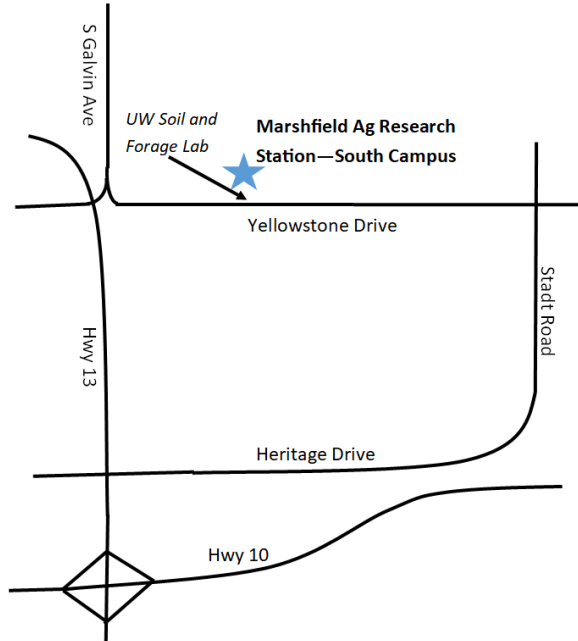 S Galvin Ave
UW Soil and
Forage Lab
Marshfield Ag Research
Station—South Campus
Yellowstone Drive
Hwy 13
Stadt Road
Heritage Drive
Hwy 10